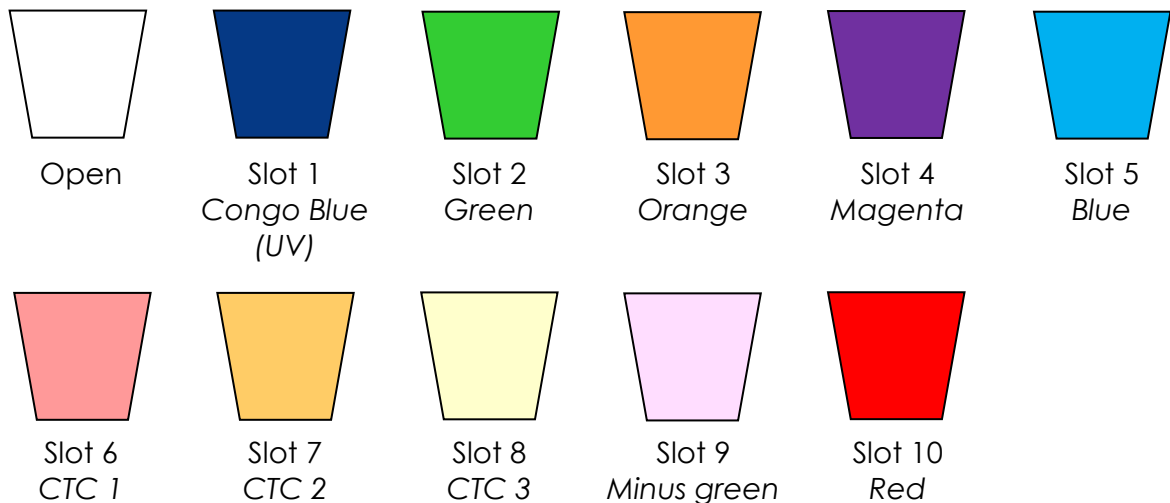 Open
Slot 1
Congo Blue
(UV)
Slot 2
Green
Slot 3
Orange
Slot 4
Magenta
Slot 5
Blue
Slot 6
CTC 1
Slot 7
CTC 2
Slot 8
CTC 3
Slot 9
Minus green
Slot 10
Red